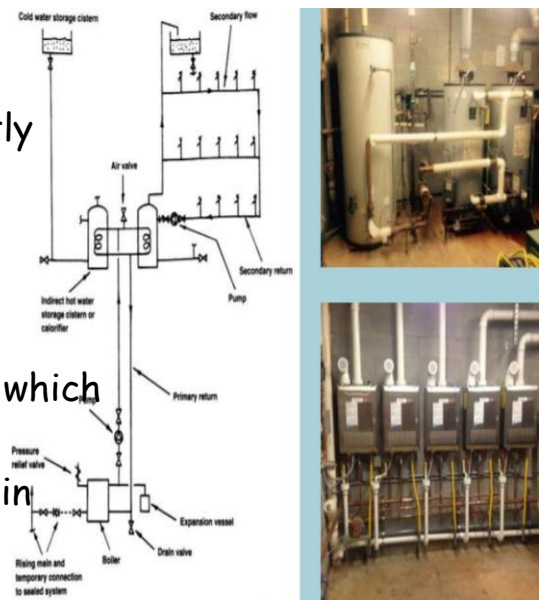 Cold water storage cistern
Secondary flow
rtly
Air valve
Secondary return
Pump
Indirect hot water
storage cistern or
calorifier
which
Pump
Primary return
Pressure
relief valve
in
Expansion vessel
Drain valve
Boiler
Rising main and
temporary connection
to sealed system